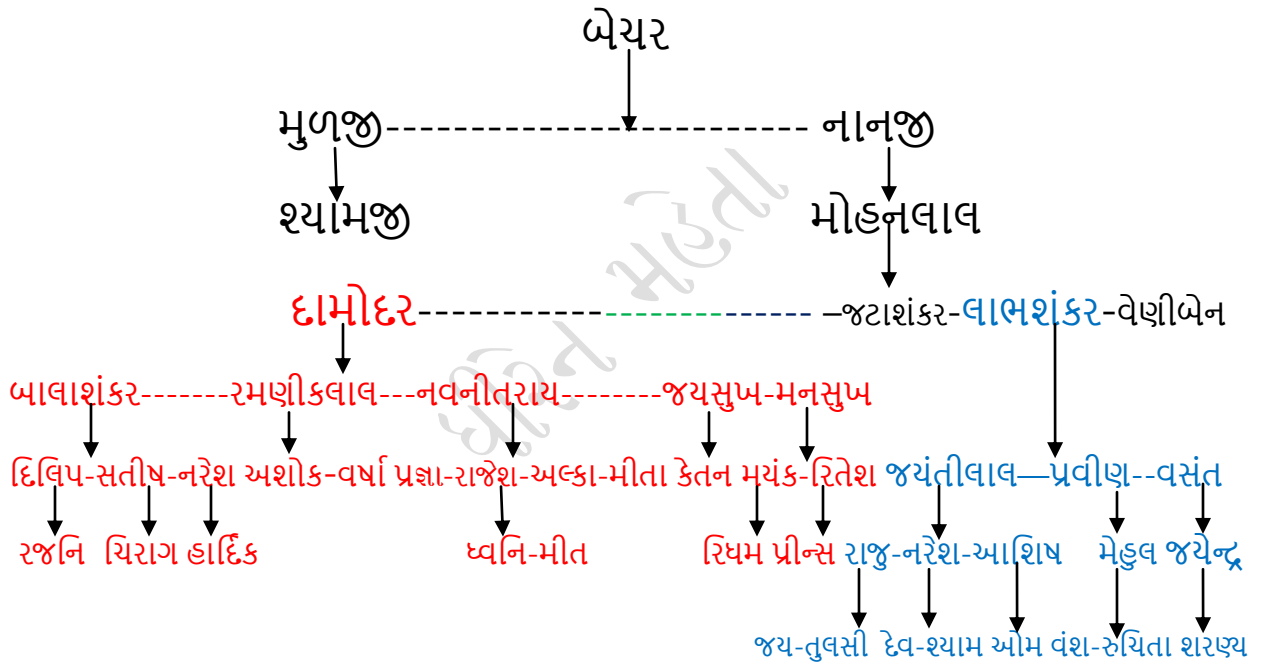 બેચર
મુળજી----------------------- નાનજી
શ્યામજી મોહનલાલ
દામોદર----------------------- –જટાશંકર-લાભશંકર-વેણીબેન
બાલાશંકર-------રમણીકલાલ---નવનીતરાય--------જયસુખ-મનસુખ
દિલિપ-સતીષ-નરેશ અશોક-વર્ષા પ્રજ્ઞા-રાજેશ-અલ્કા-મીતા કેતન મયંક-રિતેશ જયંતીલાલ—પ્રવીણ--વસંત
રજનિ ચિરાગ હાર્દિક ધ્વનિ-મીત રિધમ પ્રીન્સ રાજુ-નરેશ-આશિષ મેહુલ જયેન્દ્ર
જય-તુલસી દેવ-શ્યામ ઓમ વંશ-રુચિતા શરણ્ય
ધીરેન મહેતા